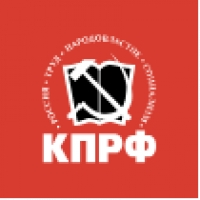 РОССИЯ • ТРУД • НАРОДОВЛАСТИЕ • СОЦИАЛИЗМ
КПРФ